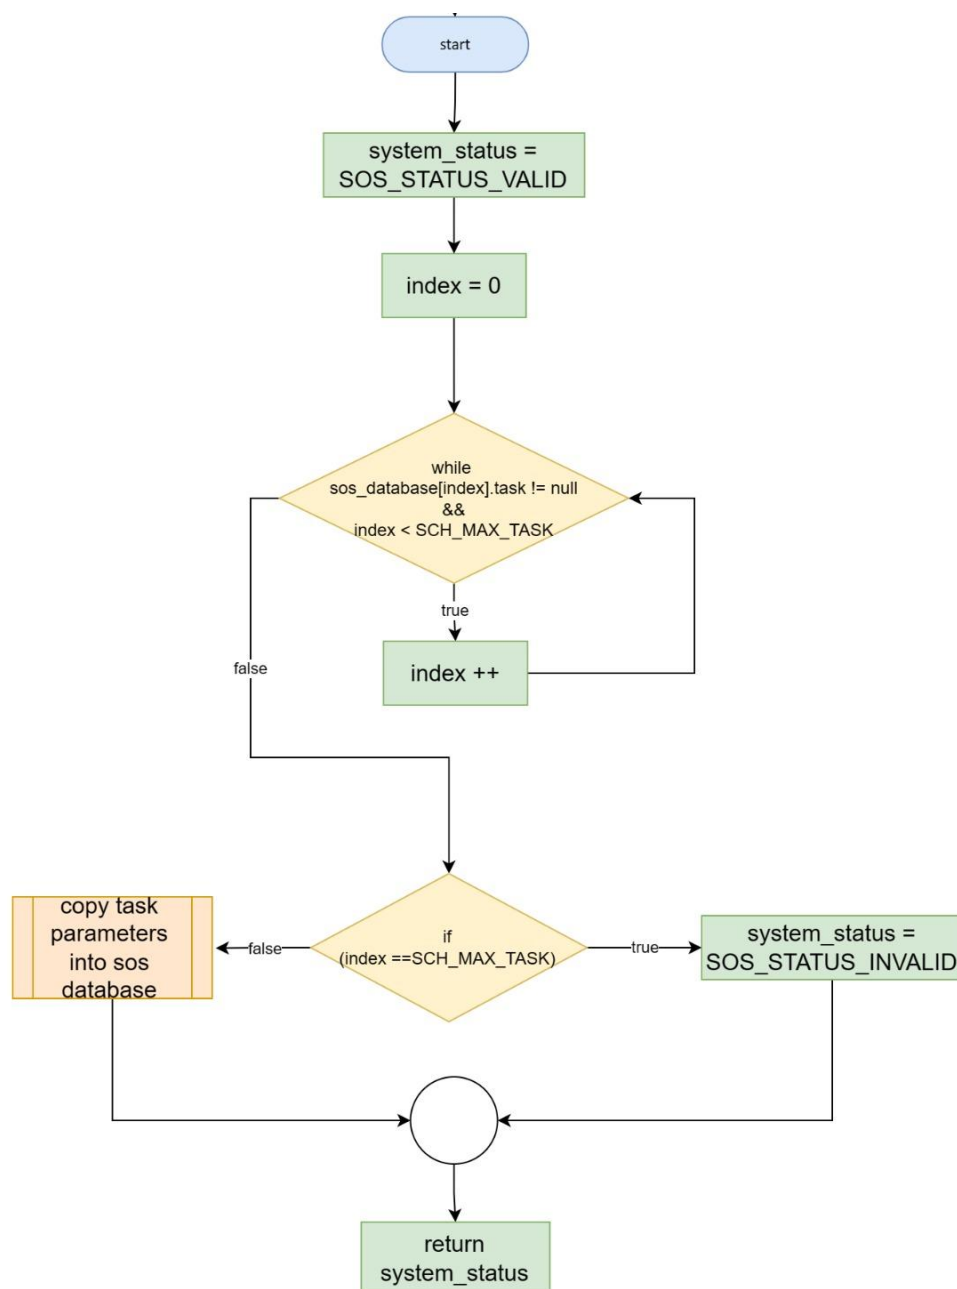 start
system_status =
SOS_STATUS_VALID
index = 0
while
sos_database[index].task != null
&&
index < SCH_MAX_TASK
true
index ++
false
copy task
parameters
into sos
database
false
if
(index ==SCH_MAX_TASK)
true
system_status =
SOS_STATUS_INVALID
return
system_status